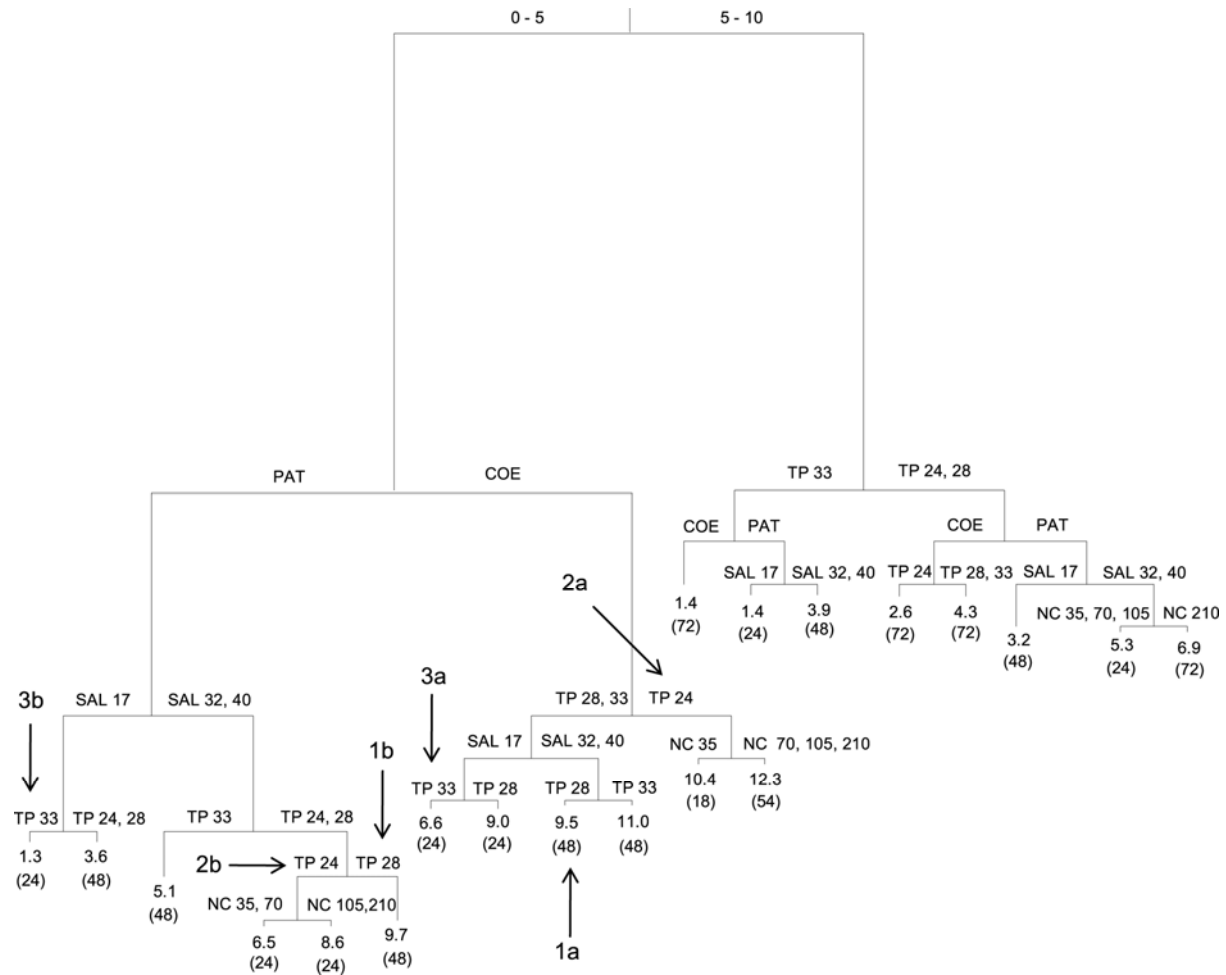 0 - 5 5 - 10
PAT COE
TP 33 TP 24, 28
COE PAT COE PAT
SAL 17 SAL 32, 40 TP 24 TP 28, 33 SAL 17 SAL 32, 40
2a
1.4 1.4 3.9 2.6 4.3 3.2 NC 35, 70, 105 NC 210
(72) (24) (48) (72) (72) (48) 5.3 6.9
(24) (72)
3b SAL 17 SAL 32, 40 3a TP 28, 33 TP 24
1b SAL 17 SAL 32, 40 NC 35 NC 70, 105, 210
TP 33 TP 28 TP 28 TP 33 10.4 12.3
6.6 9.0 9.5 11.0 (18) (54)
(24) (24) (48) (48)
TP 33 TP 24, 28 TP 33 TP 24, 28
1.3 3.6
(24) (48)
2b TP 24 TP 28
5.1
(48)
NC 35, 70 NC 105,210
6.5 8.6 9.7
(24) (24) (48)
1a